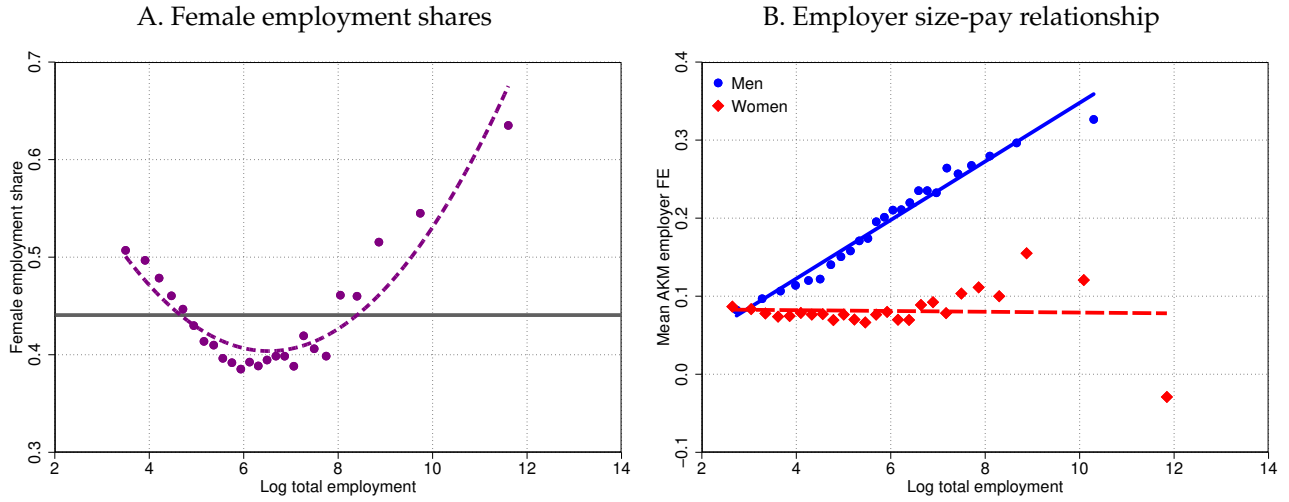 A. Female employment shares
Female employment share
0.7
0.6
0.5
0.4
0.3
2 4 6 8 10 12 14
Log total employment
B. Employer size-pay relationship
Mean AKM employer FE
0.4
0.3
0.2
0.1
0.0
−0.1
Men
Women
2 4 6 8 10 12 14
Log total employment